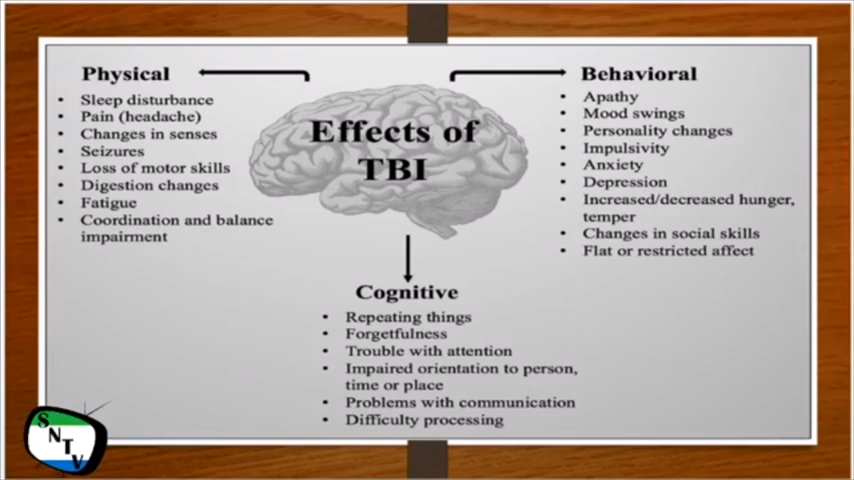 Effects of
TBI
Physical
• Sleep disturbance
• Pain (headache)
• Changes in senses
• Seizures
• Loss of motor skills
• Digestion changes
• Fatigue
• Coordination and balance
impairment
Behavioral
• Apathy
• Mood swings
• Personality changes
• Impulsivity
• Anxiety
• Depression
• Increased/decreased hunger,
temper
• Changes in social skills
• Flat or restricted affect
Cognitive
• Repeating things
• Forgetfulness
• Trouble with attention
• Impaired orientation to person,
time or place
• Problems with communication
• Difficulty processing
SNTV